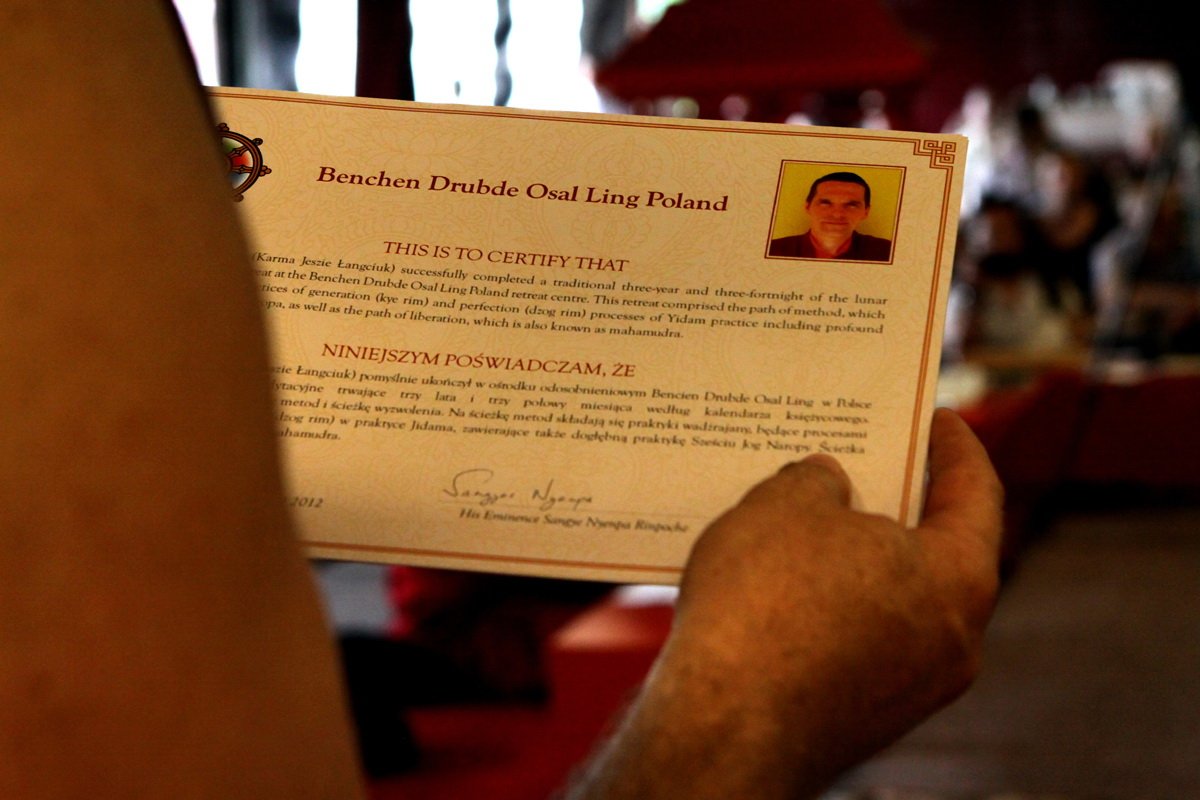 Benchen Drubde Osal Ling Poland
THIS IS TO CERTIFY THAT
(Karma Jeszie Łangciuk) successfully completed a traditional three-year and three-fortnight of the lunar
at the Benchen Drubde Osal Ling Poland retreat centre. This retreat comprised the path of method, which
of generation (kye rim) and perfection (dzog rim) processes of Yidam practice including profound
as well as the path of liberation, which is also known as mahamudra.
NINIEJSZYM POŚWIADCZAM, ŻE
Łangciuk) pomyślnie ukończył w ośrodku odosobnieniowym Bencien Drubde Osal Ling w Polsce
trwające trzy lata i trzy połowy miesiąca według kalendarza księżycowego.
metod i ścieżkę wyzwolenia. Na ścieżkę metod składają się praktyki wadżrajany, będące procesami
dzog rim) w praktyce Jidama, zawierające także dogłębną praktykę Sześciu Jog Naropy. Ścieżka
2012
Sangyes Nyenpa
His Eminence Sangye Nyenpa Rinpoche